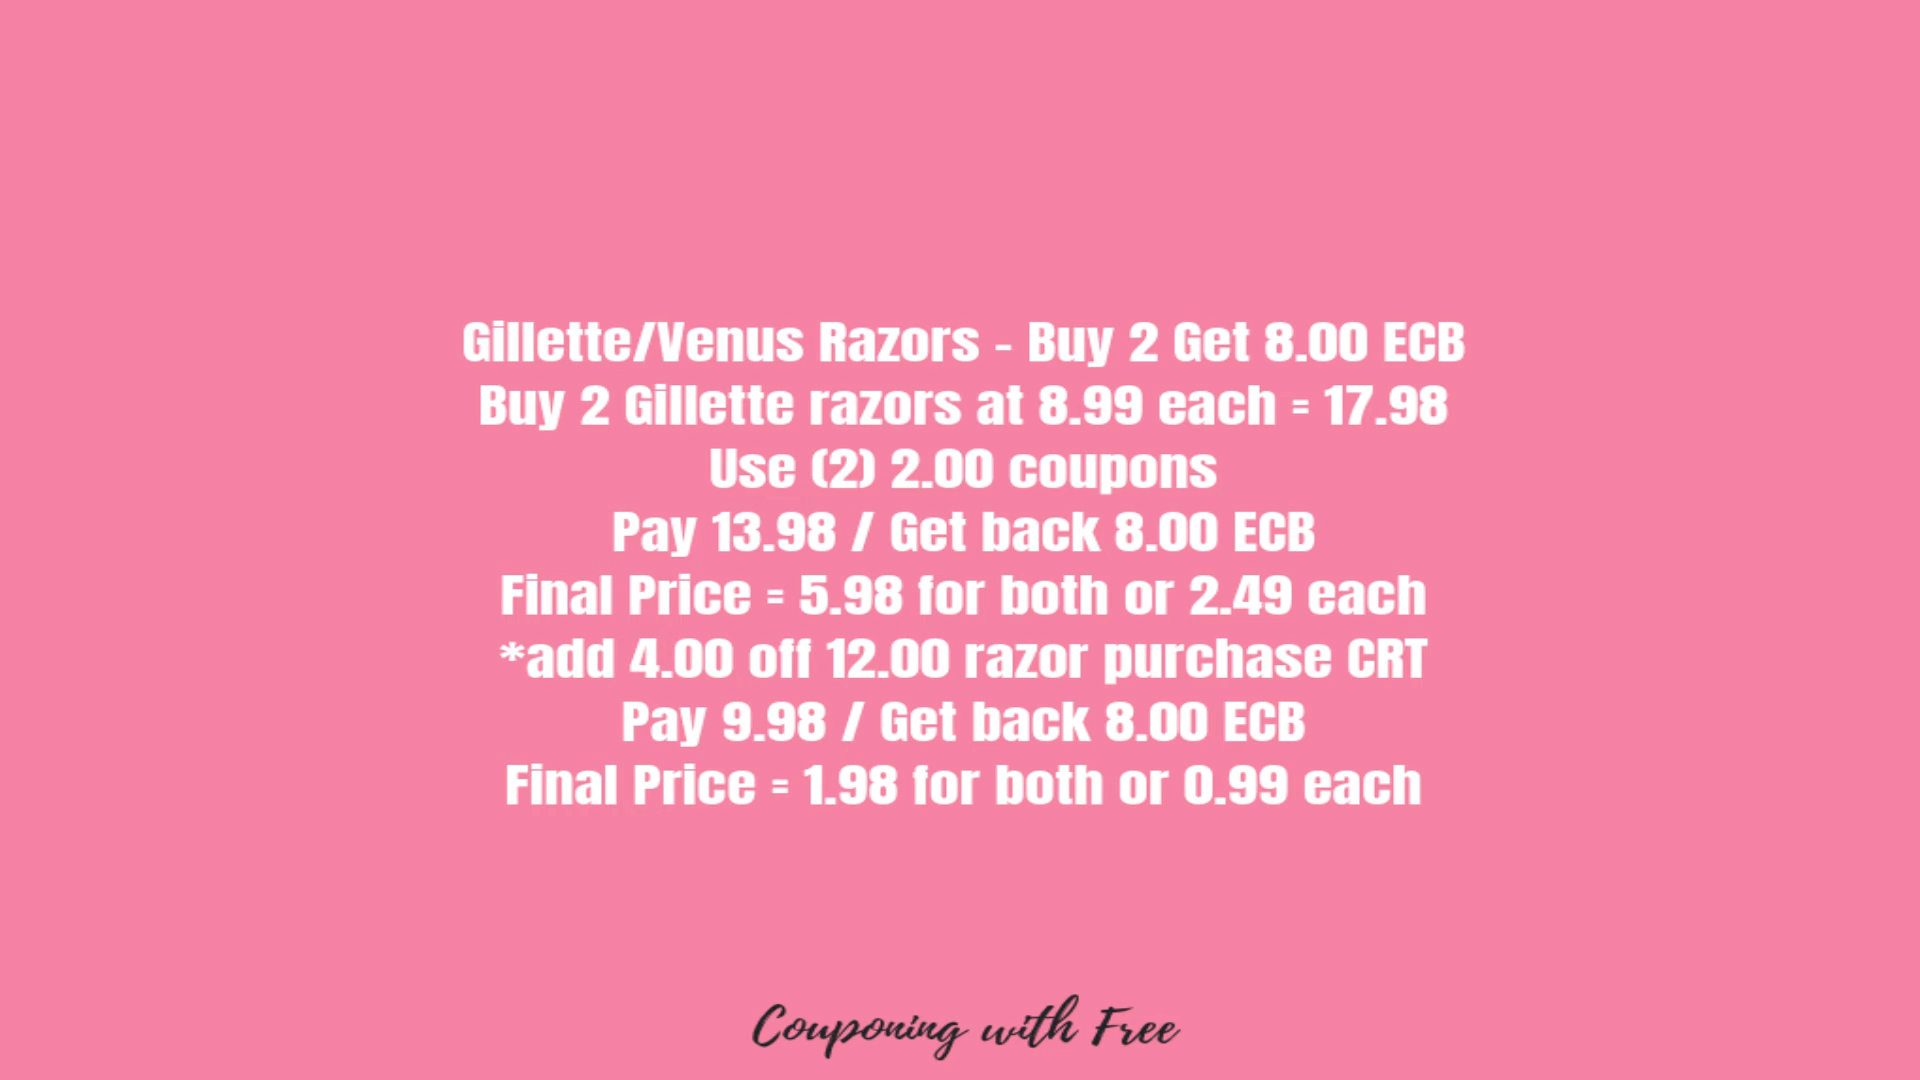 Gillette/Venus Razors - Buy 2 Get 8.00 ECB
Buy 2 Gillette razors at 8.99 each = 17.98
Use (2) 2.00 coupons
Pay 13.98 / Get back 8.00 ECB
Final Price = 5.98 for both or 2.49 each
*add 4.00 off 12.00 razor purchase CRT
Pay 9.98 / Get back 8.00 ECB
Final Price = 1.98 for both or 0.99 each
Couponing with Free